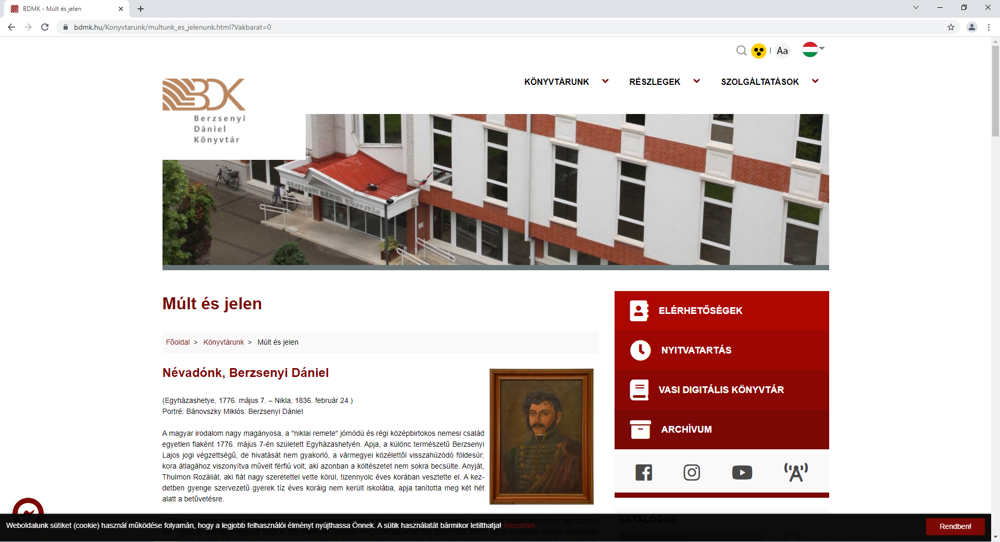 BDMK - Múlt és jelen
bdmk.hu/Konyvtarunk/multunk_es_jelenunk.html?Vakbarat=0
| Aa
BDK
Berzsenyi
Dániel
Könyvtár
KÖNYVTÁRUNK
RÉSZLEGEK
SZOLGÁLTATÁSOK
BERZSENYI DÁNIEL KÖNYVTÁR
Múlt és jelen
Főoldal > Könyvtárunk > Múlt és jelen
Névadónk, Berzsenyi Dániel
(Egyházashetye, 1776. május 7. – Nikla, 1836. február 24.)
Portré: Bánovszky Miklós: Berzsenyi Dániel
A magyar irodalom nagy magányosa, a "niklai remete" jómódú és régi középbirtokos nemesi család
egyetlen fiaként 1776. május 7-én született Egyházashetyén. Apja, a különc természetű Berzsenyi
Lajos jogi végzettségű, de hivatását nem gyakorló, a vármegyei közélettől visszahúzódó földesúr;
kora átlagához viszonyítva művelt férfiú volt, aki azonban a költészetet nem sokra becsülte. Anyját,
Thulmon Rozáliát, aki fiát nagy szeretettel vette körül, tizennyolc éves korában vesztette el. A kez-
detben gyenge szervezetű gyerek tíz éves koráig nem került iskolába, apja tanította meg két hét
alatt a betűvetésre.
ELÉRHETŐSÉGEK
NYITVATARTÁS
VASI DIGITÁLIS KÖNYVTÁR
ARCHÍVUM
KATALÓGUS
Weboldalunk sütiket (cookie) használ működése folyamán, hogy a legjobb felhasználói élményt nyújthassa Önnek. A sütik használatát bármikor letilthatja! Részletek
Rendben!